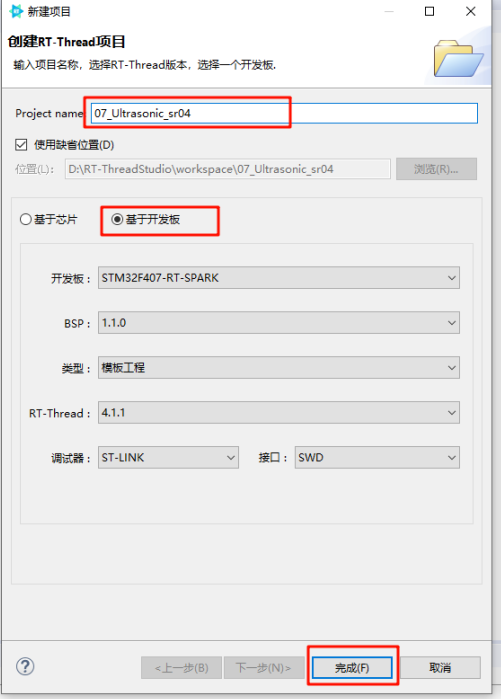 新建项目
创建RT-Thread项目
输入项目名称，选择RT-Thread版本，选择一个开发板.
Project name 07_Ultrasonic_sr04
使用缺省位置(D)
位置(L)： D:\RT-ThreadStudio\workspace\07_Ultrasonic_sr04 浏览(R)...
基于芯片 基于开发板
开发板： STM32F407-RT-SPARK
BSP： 1.1.0
类型： 模板工程
RT-Thread： 4.1.1
调试器： ST-LINK 接口： SWD
<上一步(B) 下一步(N)> 完成(F) 取消